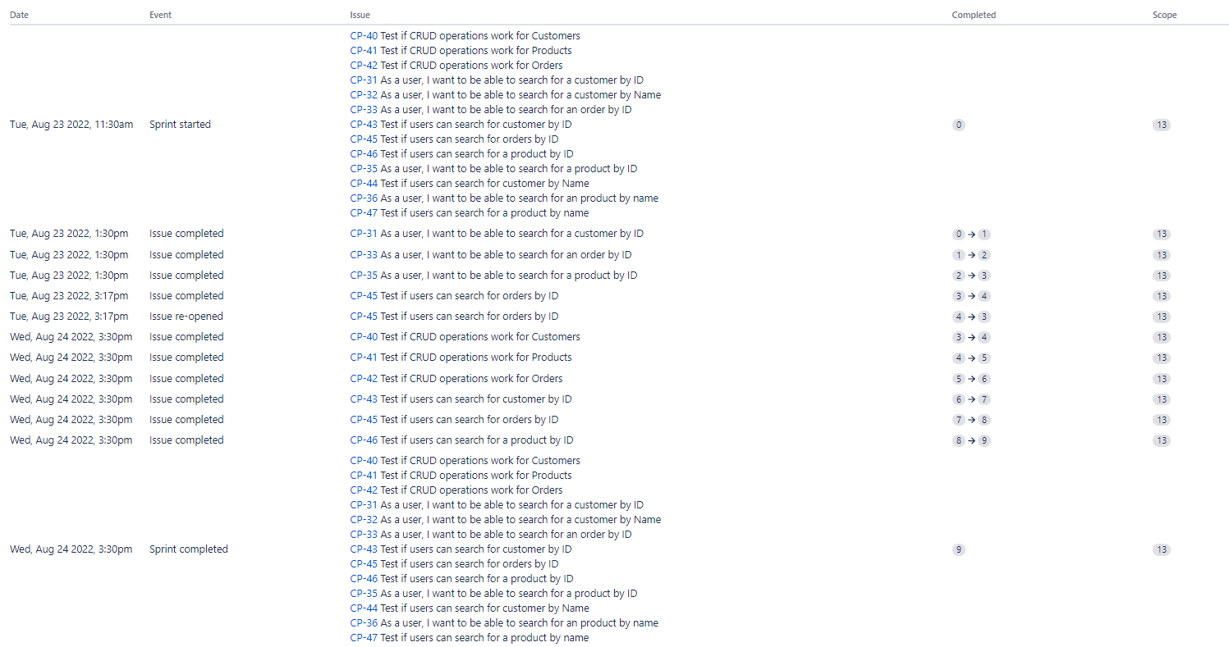 Date Event Issue Completed Scope
CP-40 Test if CRUD operations work for Customers
CP-41 Test if CRUD operations work for Products
CP-42 Test if CRUD operations work for Orders
CP-31 As a user, I want to be able to search for a customer by ID
CP-32 As a user, I want to be able to search for a customer by Name
CP-33 As a user, I want to be able to search for an order by ID
Tue, Aug 23 2022, 11:30am Sprint started CP-43 Test if users can search for customer by ID 0 13
CP-45 Test if users can search for orders by ID
CP-46 Test if users can search for a product by ID
CP-35 As a user, I want to be able to search for a product by ID
CP-44 Test if users can search for customer by Name
CP-36 As a user, I want to be able to search for an product by name
CP-47 Test if users can search for a product by name
Tue, Aug 23 2022, 1:30pm Issue completed CP-31 As a user, I want to be able to search for a customer by ID 0 → 1 13
Tue, Aug 23 2022, 1:30pm Issue completed CP-33 As a user, I want to be able to search for an order by ID 1 → 2 13
Tue, Aug 23 2022, 1:30pm Issue completed CP-35 As a user, I want to be able to search for a product by ID 2 → 3 13
Tue, Aug 23 2022, 3:17pm Issue completed CP-45 Test if users can search for orders by ID 3 → 4 13
Tue, Aug 23 2022, 3:17pm Issue re-opened CP-45 Test if users can search for orders by ID 4 → 3 13
Wed, Aug 24 2022, 3:30pm Issue completed CP-40 Test if CRUD operations work for Customers 3 → 4 13
Wed, Aug 24 2022, 3:30pm Issue completed CP-41 Test if CRUD operations work for Products 4 → 5 13
Wed, Aug 24 2022, 3:30pm Issue completed CP-42 Test if CRUD operations work for Orders 5 → 6 13
Wed, Aug 24 2022, 3:30pm Issue completed CP-43 Test if users can search for customer by ID 6 → 7 13
Wed, Aug 24 2022, 3:30pm Issue completed CP-45 Test if users can search for orders by ID 7 → 8 13
Wed, Aug 24 2022, 3:30pm Issue completed CP-46 Test if users can search for a product by ID 8 → 9 13
CP-40 Test if CRUD operations work for Customers
CP-41 Test if CRUD operations work for Products
CP-42 Test if CRUD operations work for Orders
CP-31 As a user, I want to be able to search for a customer by ID
CP-32 As a user, I want to be able to search for a customer by Name
CP-33 As a user, I want to be able to search for an order by ID
Wed, Aug 24 2022, 3:30pm Sprint completed CP-43 Test if users can search for customer by ID 9 13
CP-45 Test if users can search for orders by ID
CP-46 Test if users can search for a product by ID
CP-35 As a user, I want to be able to search for a product by ID
CP-44 Test if users can search for customer by Name
CP-36 As a user, I want to be able to search for an product by name
CP-47 Test if users can search for a product by name